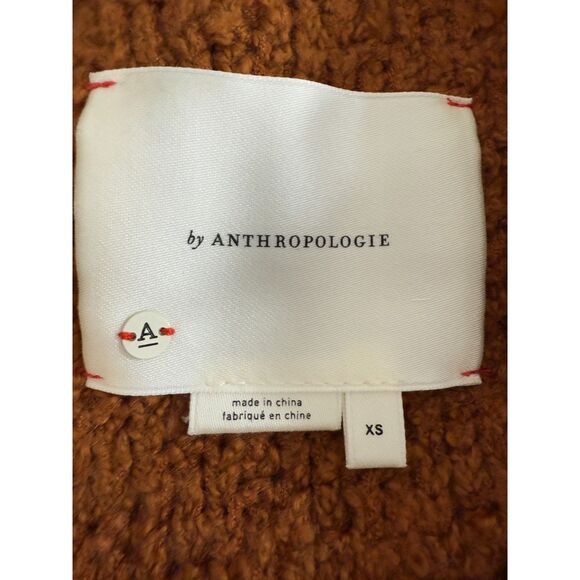 by ANTHROPOLOGIE
A
made in china
fabriqué en chine
XS